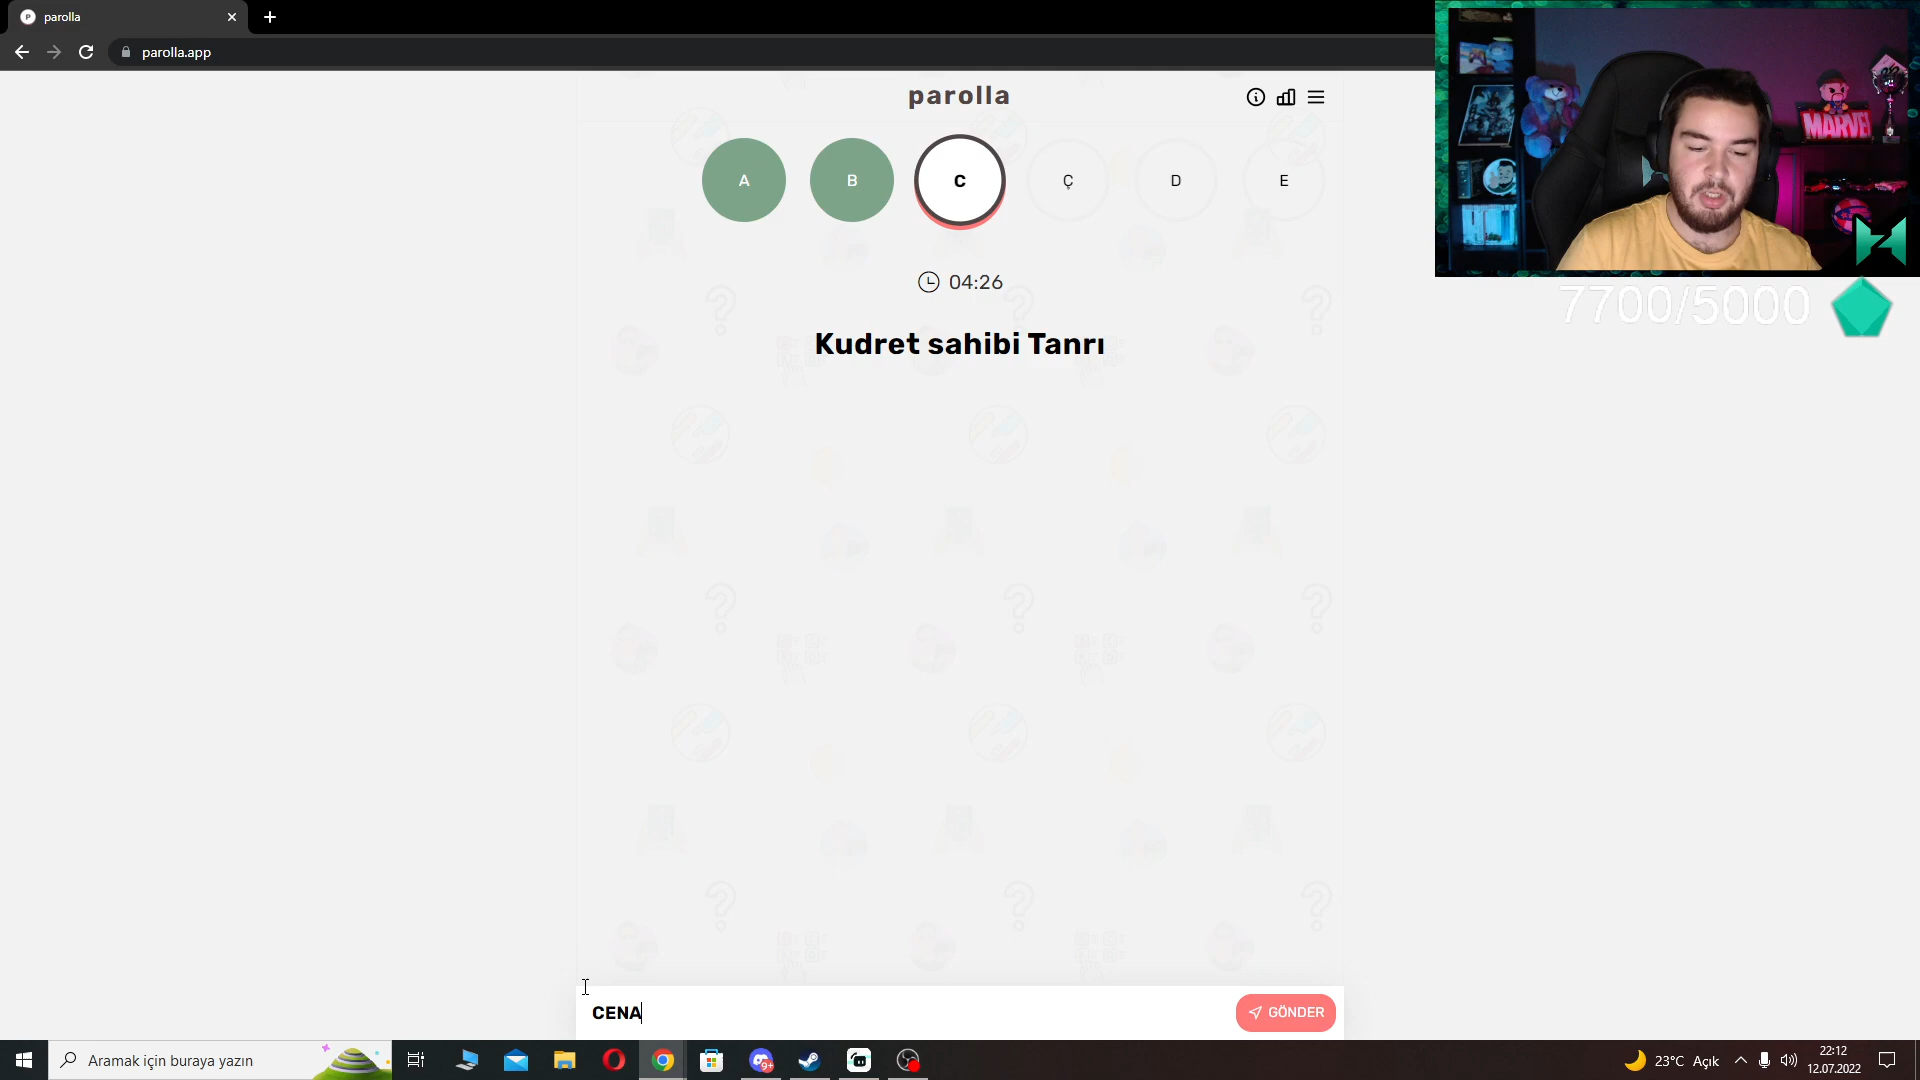 parolla
parolla.app
parolla
A B C Ç D E
04:26
Kudret sahibi Tanrı
MARVEL
7700/5000
CENA
GÖNDER
Aramak için buraya yazın
9+
23°C Açık
22:12
12.07.2022